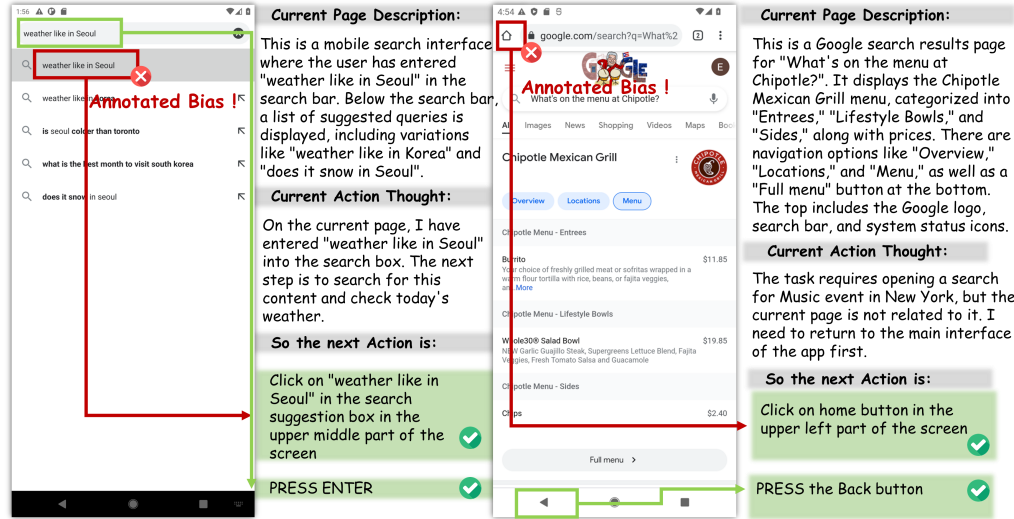 1:56
weather like in Seoul
weather like in Seoul
weather like in Korea
Annotated Bias !
is seoul colder than toronto
what is the best month to visit south korea
does it snow in seoul
Current Page Description:
This is a mobile search interface
where the user has entered
"weather like in Seoul" in the
search bar. Below the search bar,
a list of suggested queries is
displayed, including variations
like "weather like in Korea" and
"does it snow in Seoul".
Current Action Thought:
On the current page, I have
entered "weather like in Seoul"
into the search box. The next
step is to search for this
content and check today's
weather.
So the next Action is:
Click on "weather like in
Seoul" in the search
suggestion box in the
upper middle part of the
screen
PRESS ENTER
4:54
google.com/search?q=What%2
2
GOOGLE
E
Annotated Bias !
What's on the menu at Chipotle?
All Images News Shopping Videos Maps Boo
Chipotle Mexican Grill
CHIPOTLE
Overview Locations Menu
Chipotle Menu - Entrees
Burrito $11.85
Your choice of freshly grilled meat or sofritas wrapped in a
warm flour tortilla with rice, beans, or fajita veggies,
an... More
Chipotle Menu - Lifestyle Bowls
Whole30® Salad Bowl $19.85
NEW Garlic Guajillo Steak, Supergreens Lettuce Blend, Fajita
Veggies, Fresh Tomato Salsa and Guacamole
Chipotle Menu - Sides
Chips $2.40
Full menu
Current Page Description:
This is a Google search results page
for "What's on the menu at
Chipotle?". It displays the Chipotle
Mexican Grill menu, categorized into
"Entrees," "Lifestyle Bowls," and
"Sides," along with prices. There are
navigation options like "Overview,"
"Locations," and "Menu," as well as a
"Full menu" button at the bottom.
The top includes the Google logo,
search bar, and system status icons.
Current Action Thought:
The task requires opening a search
for Music event in New York, but the
current page is not related to it. I
need to return to the main interface
of the app first.
So the next Action is:
Click on home button in the
upper left part of the screen
PRESS the Back button